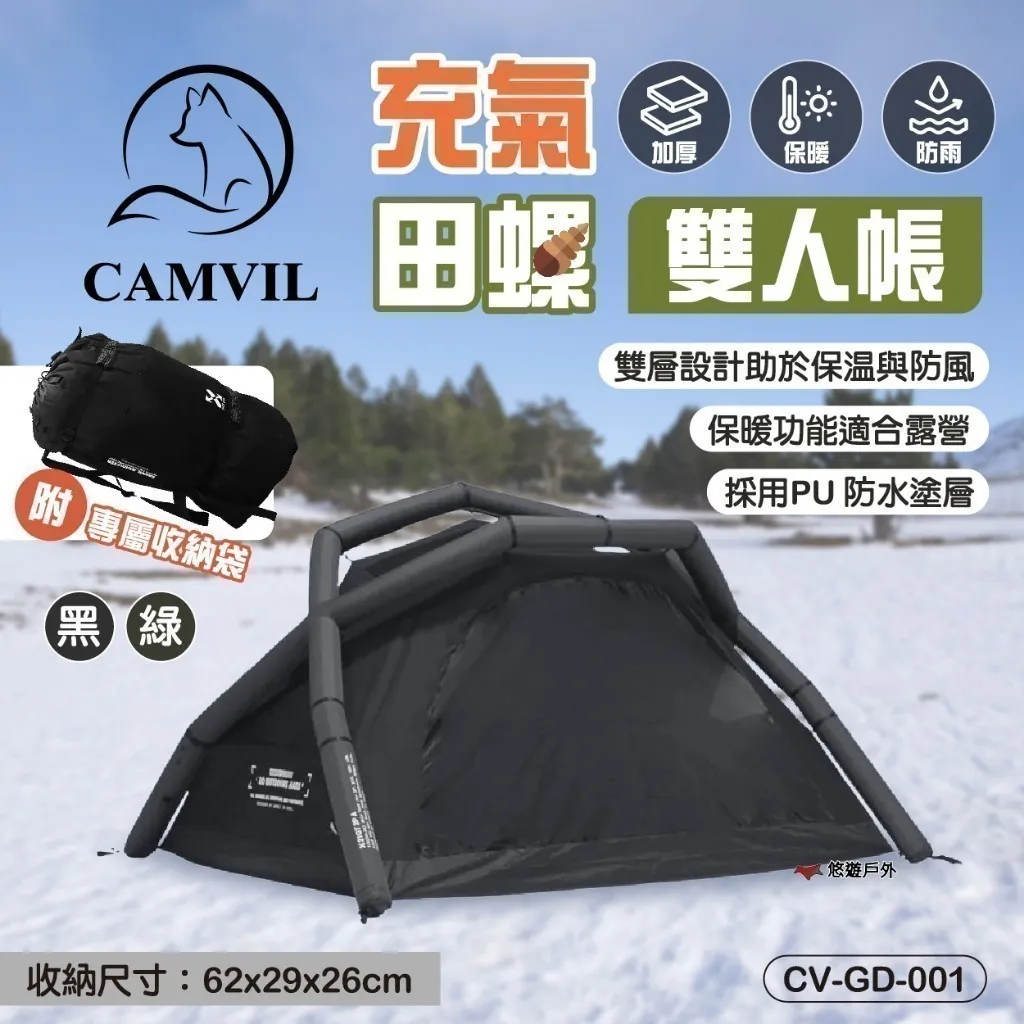 CAMVIL
充氣
田螺
雙人帳
加厚
保暖
防雨
雙層設計助於保温與防風
保暖功能適合露營
採用PU 防水塗層
附 專屬收納袋
黑 綠
悠遊戶外
收納尺寸：62x29x26cm
CV-GD-001